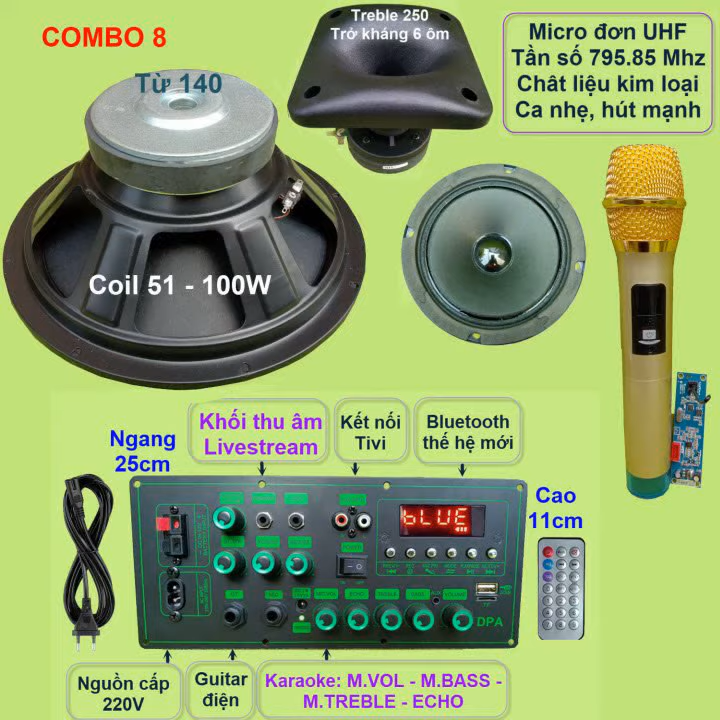 COMBO 8
Treble 250
Trở kháng 6 ôm
Micro đơn UHF
Tần số 795.85 Mhz
Chât liệu kim loại
Ca nhẹ, hút mạnh
Từ 140
Coil 51 - 100W
Ngang
25cm
Khối thu âm
Livestream
Kết nối
Tivi
Bluetooth
thế hệ mới
Cao
11cm
bLUE
DPA
Nguồn cấp
220V
Guitar
điện
Karaoke: M.VOL - M.BASS -
M.TREBLE - ECHO